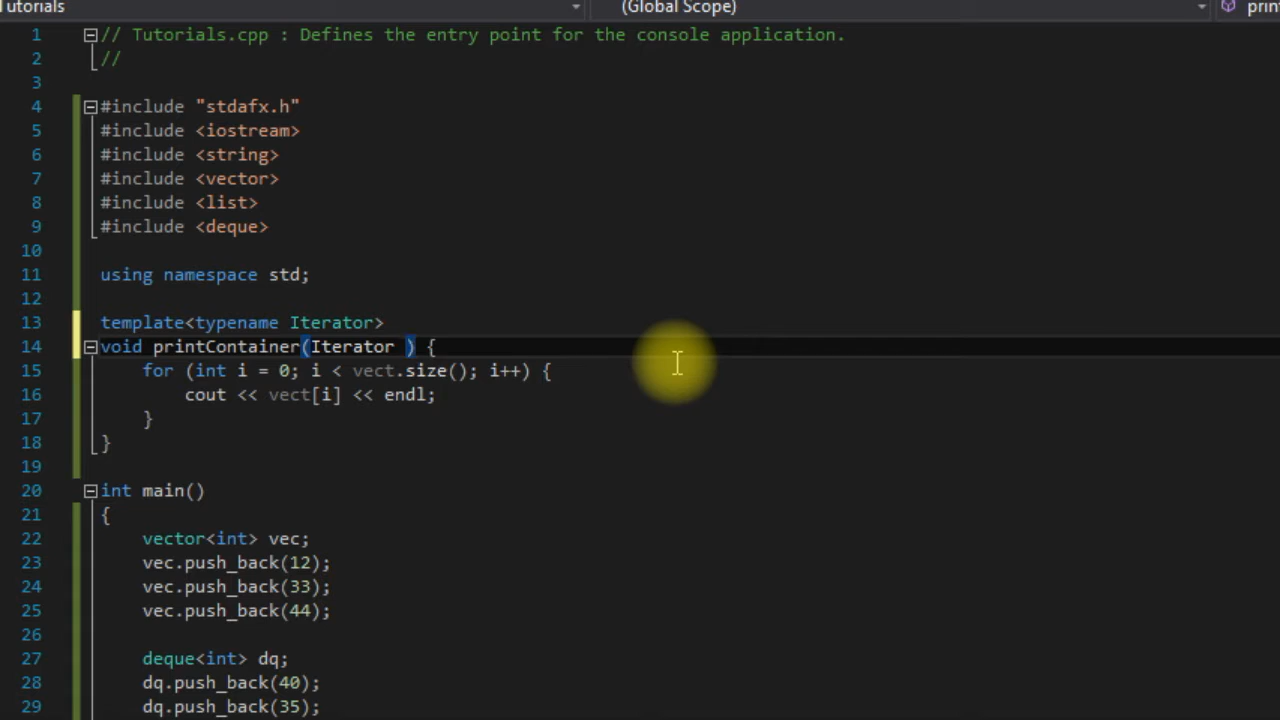 utorials
(Global Scope)
prin
1 // Tutorials.cpp : Defines the entry point for the console application.
2 //
3
4 #include "stdafx.h"
5 #include <iostream>
6 #include <string>
7 #include <vector>
8 #include <list>
9 #include <deque>
10
11 using namespace std;
12
13 template<typename Iterator>
14 void printContainer(Iterator ) {
15 for (int i = 0; i < vect.size(); i++) {
16 cout << vect[i] << endl;
17 }
18 }
19
20 int main()
21 {
22 vector<int> vec;
23 vec.push_back(12);
24 vec.push_back(33);
25 vec.push_back(44);
26
27 deque<int> dq;
28 dq.push_back(40);
29 dq.push_back(35);